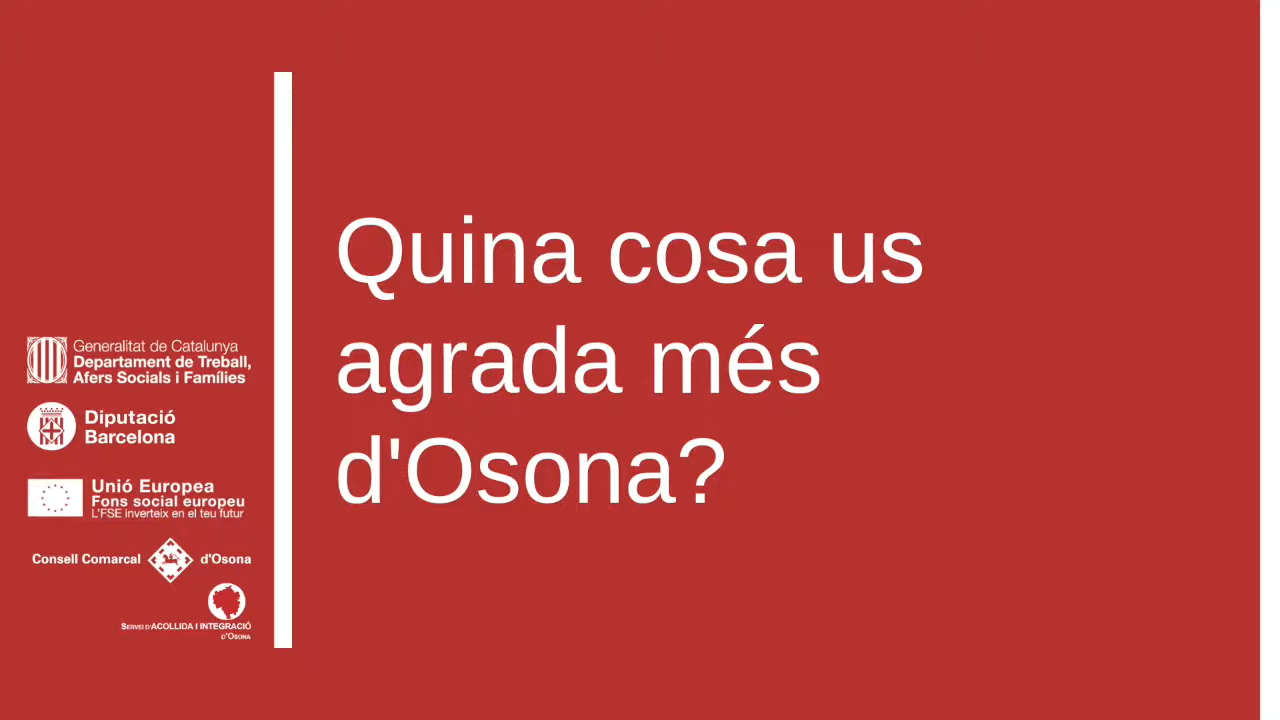 Quina cosa us
agrada més
d'Osona?
Generalitat de Catalunya
Departament de Treball,
Afers Socials i Famílies
Diputació
Barcelona
Unió Europea
Fons social europeu
L'FSE inverteix en el teu futur
Consell Comarcal d'Osona
SERVEI D'ACOLLIDA I INTEGRACIÓ
D'OSONA